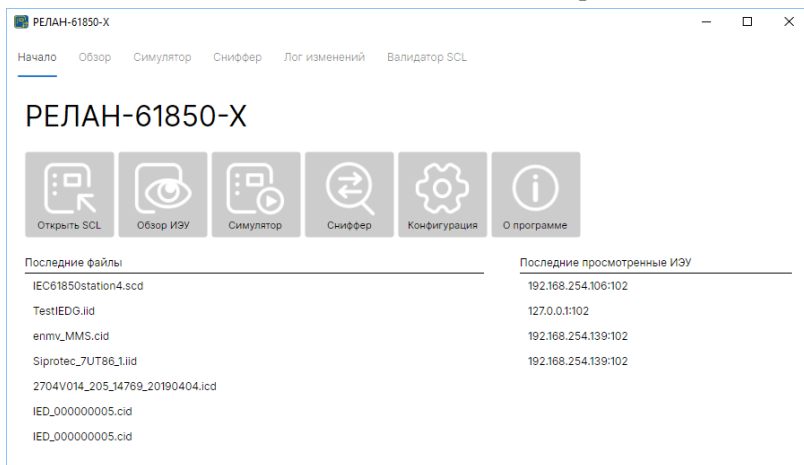 РЕЛАН-61850-X
Начало Обзор Симулятор Сниффер Лог изменений Валидатор SCL
РЕЛАН-61850-X
Открыть SCL Обзор ИЭУ Симулятор Сниффер Конфигурация О программе
Последние файлы
IEC61850station4.scd
TestIEDG.iid
enmv_MMS.cid
Siprotec_7UT86_1.iid
2704V014_205_14769_20190404.icd
IED_000000005.cid
IED_000000005.cid
Последние просмотренные ИЭУ
192.168.254.106:102
127.0.0.1:102
192.168.254.139:102
192.168.254.139:102